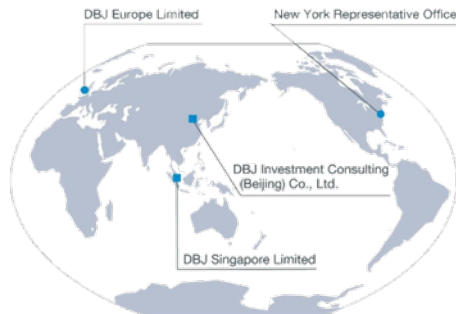 DBJ Europe Limited
New York Representative Office
DBJ Investment Consulting
(Beijing) Co., Ltd.
DBJ Singapore Limited